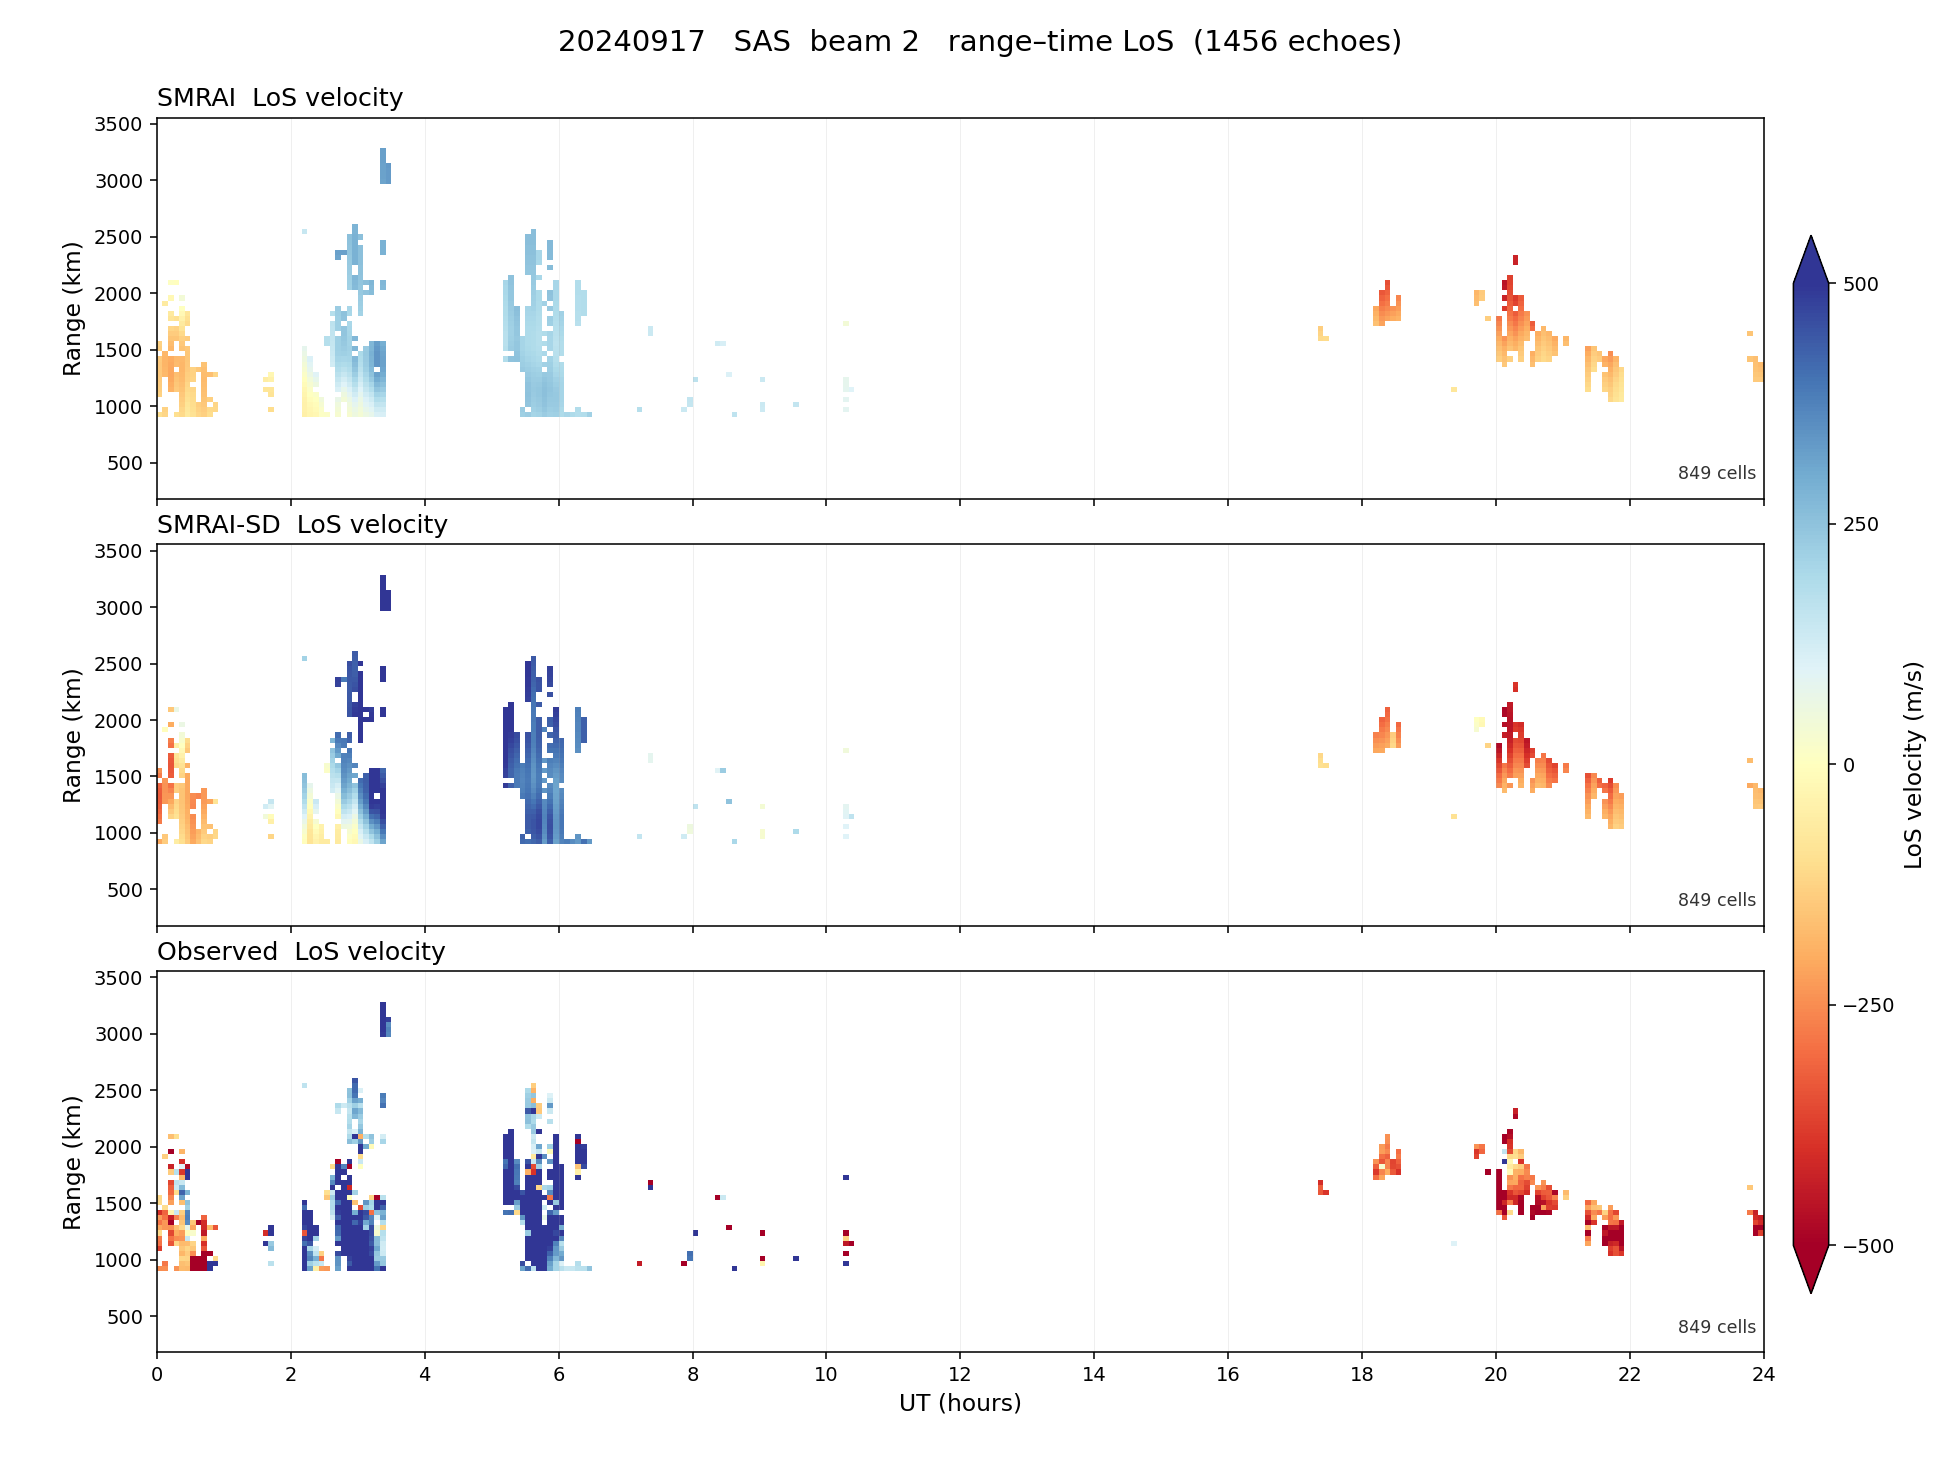 20240917   SAS  beam 2   range–time LoS  (1456 echoes)
SMRAI  LoS velocity
3500
3000
2500
2000
1500
1000
500
Range (km)
849 cells
SMRAI-SD  LoS velocity
3500
3000
2500
2000
1500
1000
500
Range (km)
849 cells
Observed  LoS velocity
3500
3000
2500
2000
1500
1000
500
Range (km)
849 cells
0 2 4 6 8 10 12 14 16 18 20 22 24
UT (hours)
500
250
0
−250
−500
LoS velocity (m/s)